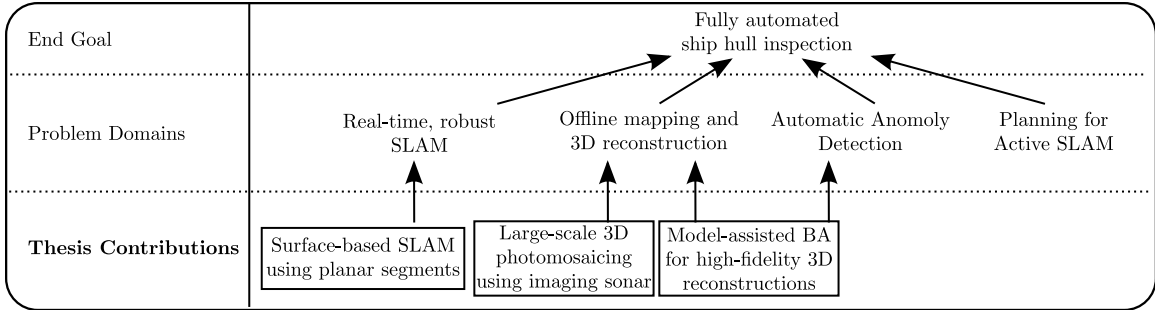 End Goal
Fully automated
ship hull inspection
Problem Domains
Real-time, robust
SLAM
Offline mapping and
3D reconstruction
Automatic Anomoly
Detection
Planning for
Active SLAM
Thesis Contributions
Surface-based SLAM
using planar segments
Large-scale 3D
photomosaicing
using imaging sonar
Model-assisted BA
for high-fidelity 3D
reconstructions